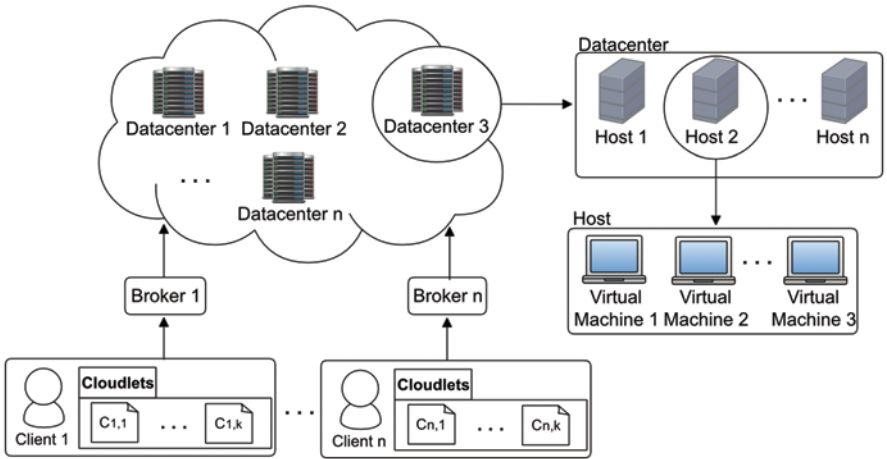 Datacenter 1
Datacenter 2
Datacenter 3
...
Datacenter n
Datacenter
Host 1
Host 2
...
Host n
Host
Virtual
Machine 1
Virtual
Machine 2
...
Virtual
Machine 3
Broker 1
Broker n
Cloudlets
C1,1
...
C1,k
Client 1
...
Cloudlets
Cn,1
...
Cn,k
Client n